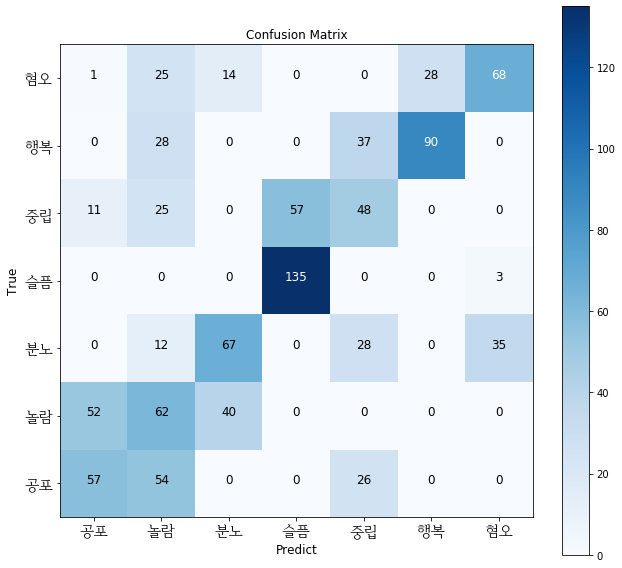 Confusion Matrix
혐오 1 25 14 0 0 28 68
행복 0 28 0 0 37 90 0
중립 11 25 0 57 48 0 0
슬픔 0 0 0 135 0 0 3
분노 0 12 67 0 28 0 35
놀람 52 62 40 0 0 0 0
공포 57 54 0 0 26 0 0
공포 놀람 분노 슬픔 중립 행복 혐오
Predict
True
120
100
80
60
40
20
0